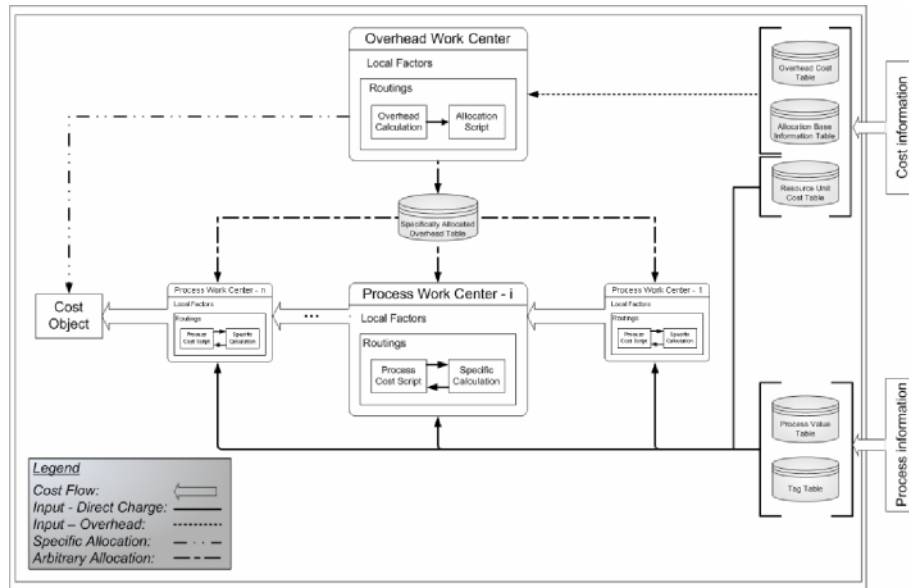 Overhead Work Center
Local Factors
Routings
Overhead
Calculation
Allocation
Script
Overhead Cost
Table
Allocation Base
Information Table
Resource Unit
Cost Table
Cost information
Specifically Allocated
Overhead Table
Cost
Object
Process Work Center - n
Local Factors
Routings
Process
Cost Script
Specific
Calculation
...
Process Work Center - i
Local Factors
Routings
Process
Cost Script
Specific
Calculation
Process Work Center - 1
Local Factors
Routings
Process
Cost Script
Specific
Calculation
Process Value
Table
Tag Table
Process information
Legend
Cost Flow:
Input - Direct Charge:
Input – Overhead:
Specific Allocation:
Arbitrary Allocation: